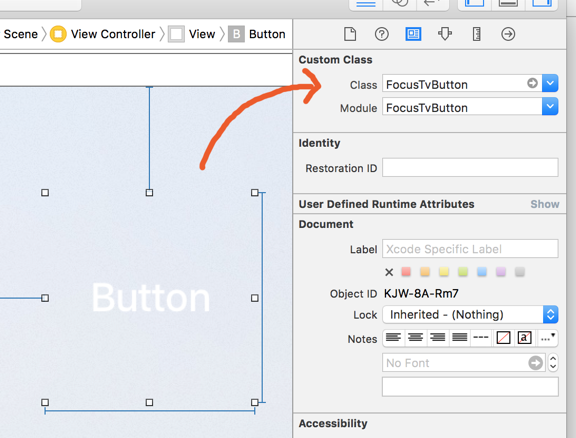 Scene View Controller View B Button
Custom Class
Class FocusTvButton
Module FocusTvButton
Identity
Restoration ID
User Defined Runtime Attributes Show
Document
Label Xcode Specific Label
Object ID KJW-8A-Rm7
Button
Lock Inherited - (Nothing)
Notes a ...
No Font
Accessibility